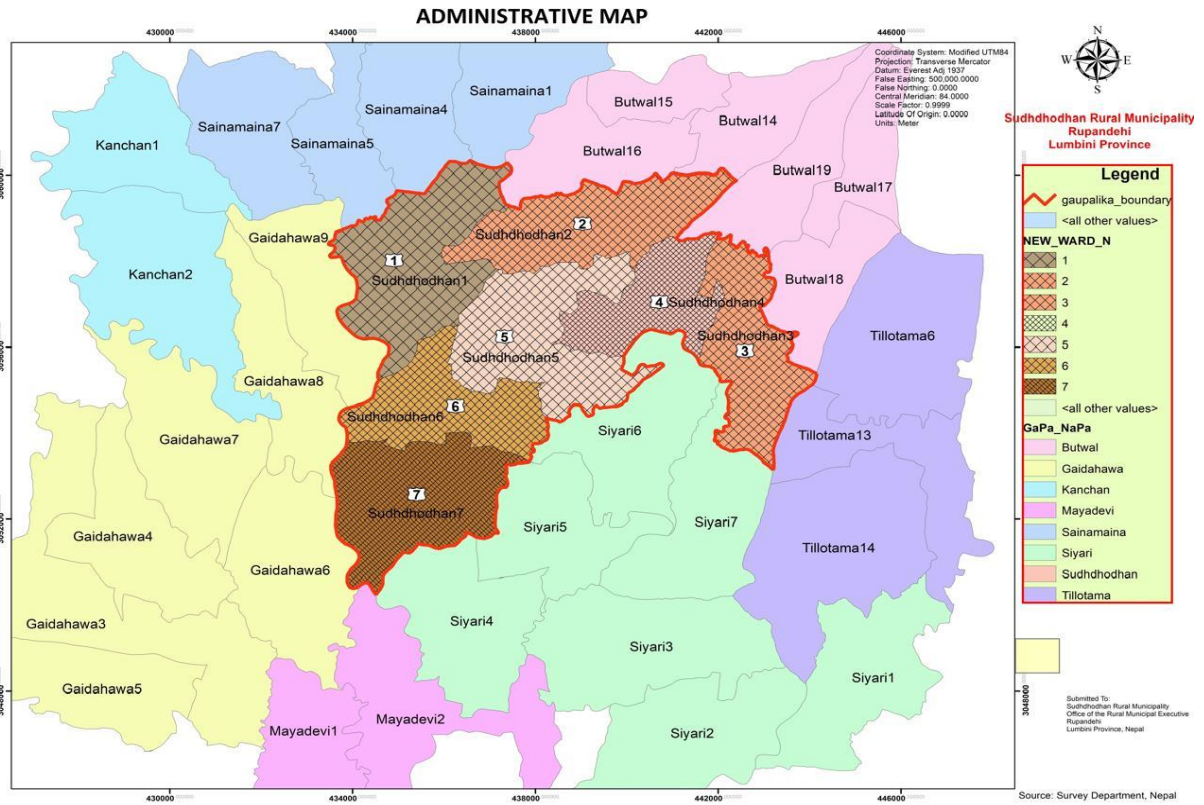 ADMINISTRATIVE MAP
430000
434000
438000
442000
446000
Coordinate System: Modified UTM84
Projection: Transverse Mercator
Datum: Everest Adj 1937
False Easting: 500,000.0000
False Northing: 0.0000
Central Meridian: 84.0000
Scale Factor: 0.9999
Latitude Of Origin: 0.0000
Units: Meter
N
W
E
S
Sudhdhodhan Rural Municipality
Rupandehi
Lumbini Province
Legend
gaupalika_boundary
<all other values>
NEW_WARD_N
1
2
3
4
5
6
7
<all other values>
GaPa_NaPa
Butwal
Gaidahawa
Kanchan
Mayadevi
Sainamaina
Siyari
Sudhdhodhan
Tillotama
Sainamaina1
Sainamaina4
Sainamaina7
Sainamaina5
Kanchan1
Kanchan2
Butwal15
Butwal14
Butwal16
Butwal19
Butwal17
Butwal18
Gaidahawa9
Gaidahawa8
Gaidahawa7
Gaidahawa4
Gaidahawa6
Gaidahawa3
Gaidahawa5
1
Sudhdhodhan1
2
Sudhdhodhan2
4
Sudhdhodhan4
Sudhdhodhan3
3
5
Sudhdhodhan5
6
Sudhdhodhan6
7
Sudhdhodhan7
Tillotama6
Tillotama13
Tillotama14
Siyari6
Siyari5
Siyari7
Siyari4
Siyari3
Siyari1
Siyari2
Mayadevi1
Mayadevi2
3048000
430000
434000
438000
442000
446000
Submitted To:
Sudhdhodhan Rural Municipality
Office of the Rural Municipal Executive
Rupandehi
Lumbini Province, Nepal
Source: Survey Department, Nepal